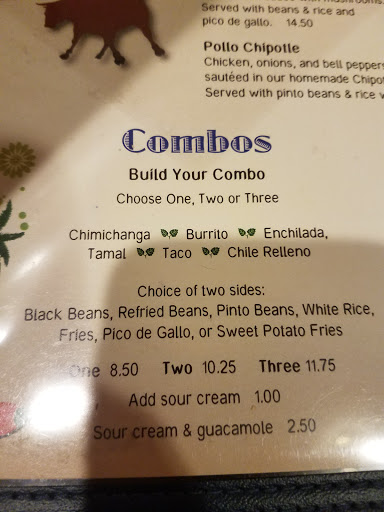 Served with beans & rice and
pico de gallo. 14.50
Pollo Chipotle
Chicken, onions, and bell peppers
sautéed in our homemade Chipo
Served with pinto beans & rice
Combos
Build Your Combo
Choose One, Two or Three
Chimichanga Burrito Enchilada,
Tamal Taco Chile Relleno
Choice of two sides:
Black Beans, Refried Beans, Pinto Beans, White Rice,
Fries, Pico de Gallo, or Sweet Potato Fries
One 8.50 Two 10.25 Three 11.75
Add sour cream 1.00
Sour cream & guacamole 2.50